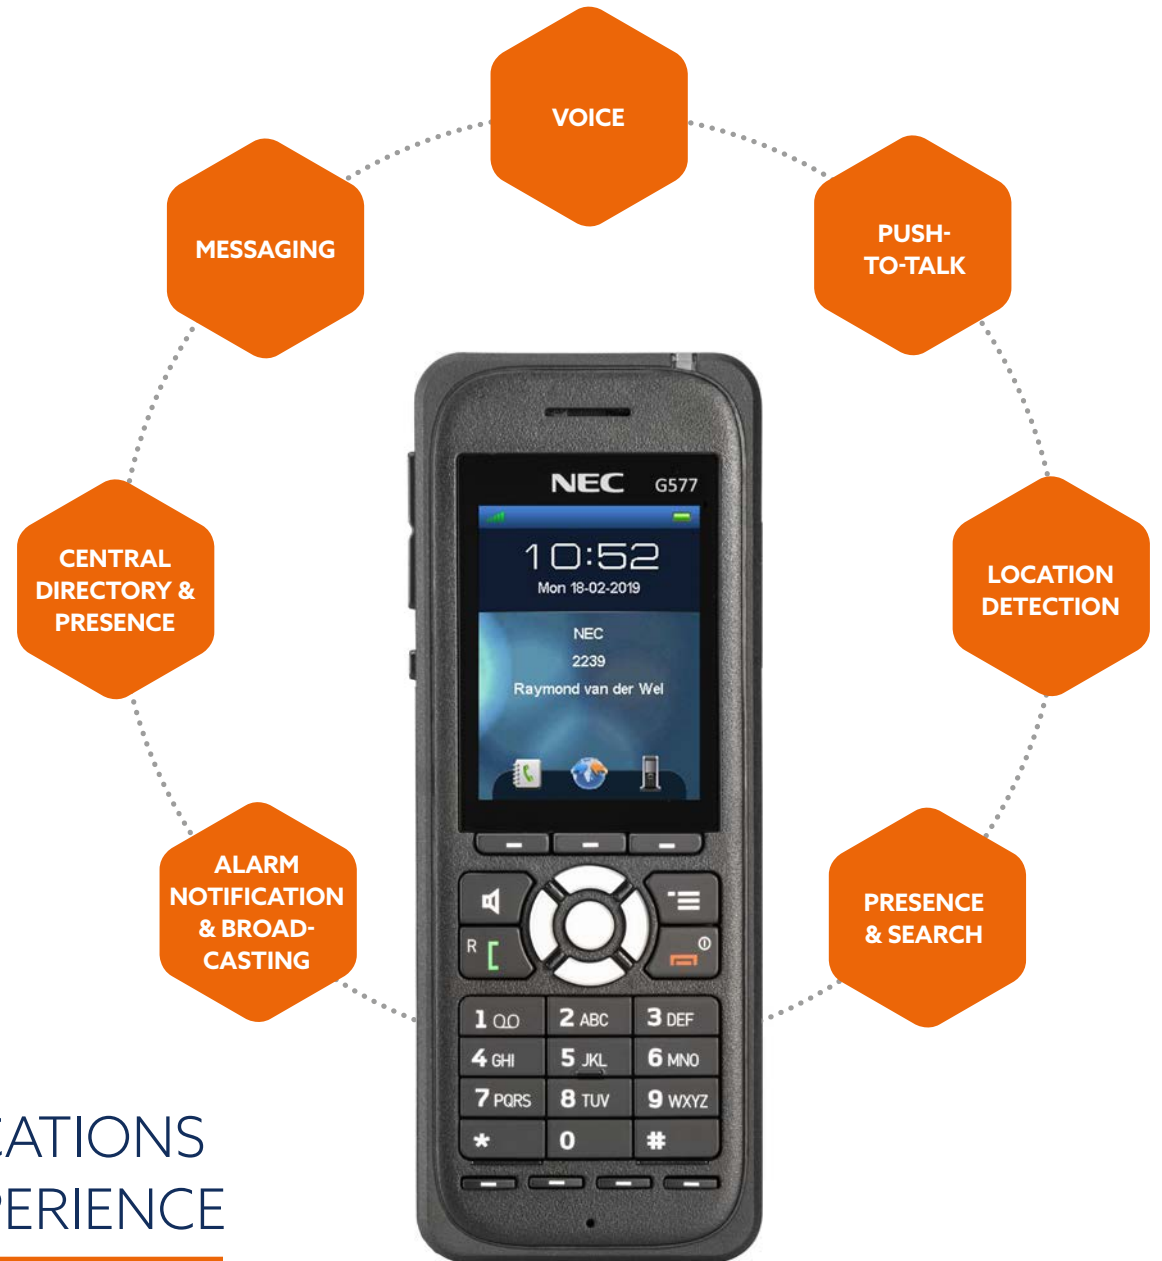 VOICE
MESSAGING
PUSH-
TO-TALK
CENTRAL
DIRECTORY &
PRESENCE
LOCATION
DETECTION
ALARM
NOTIFICATION
& BROAD-
CASTING
PRESENCE
& SEARCH
NEC G577
10:52
Mon 18-02-2019
NEC
2239
Raymond van der Wel
R
1
2 ABC
3 DEF
4 GHI
5 JKL
6 MNO
7 PQRS
8 TUV
9 WXYZ
*
0
#
CATIONS
PERIENCE